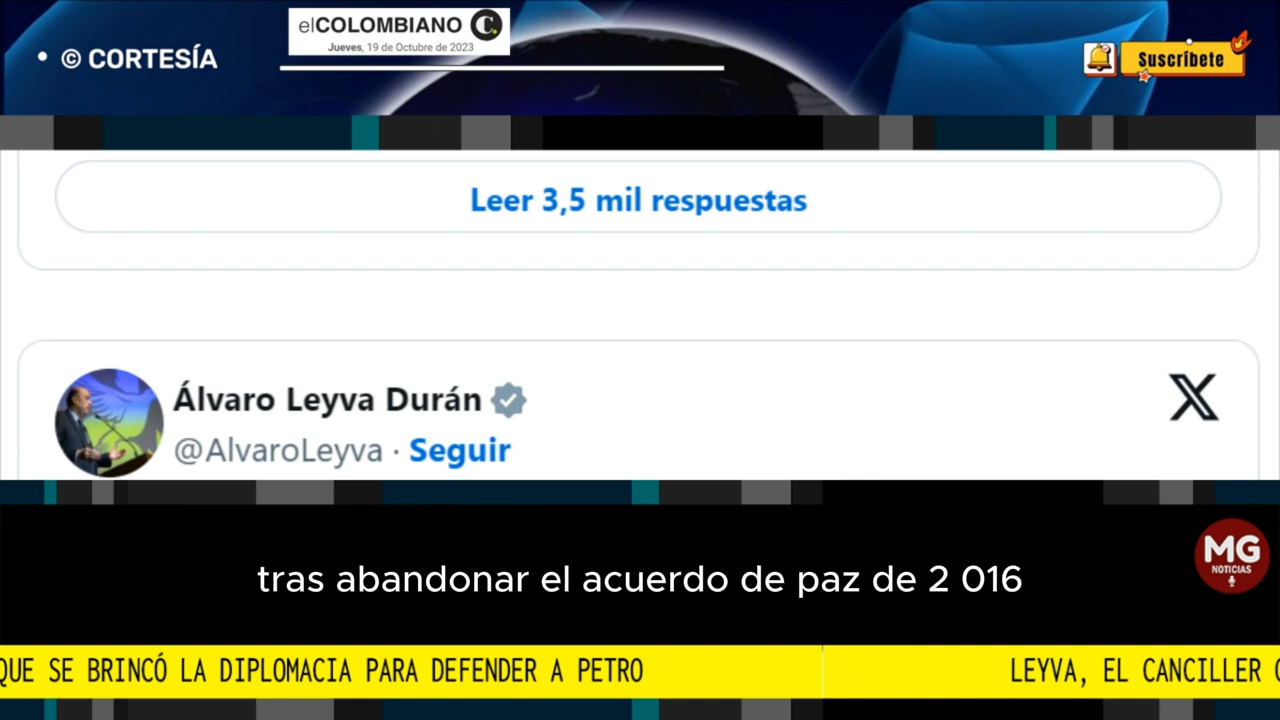 elCOLOMBIANO C.
Jueves, 19 de Octubre de 2023
• © CORTESÍA
Suscríbete
Leer 3,5 mil respuestas
Álvaro Leyva Durán
X
@AlvaroLeyva · Seguir
tras abandonar el acuerdo de paz de 2 016
MG
NOTICIAS
QUE SE BRINCÓ LA DIPLOMACIA PARA DEFENDER A PETRO
LEYVA, EL CANCILLER